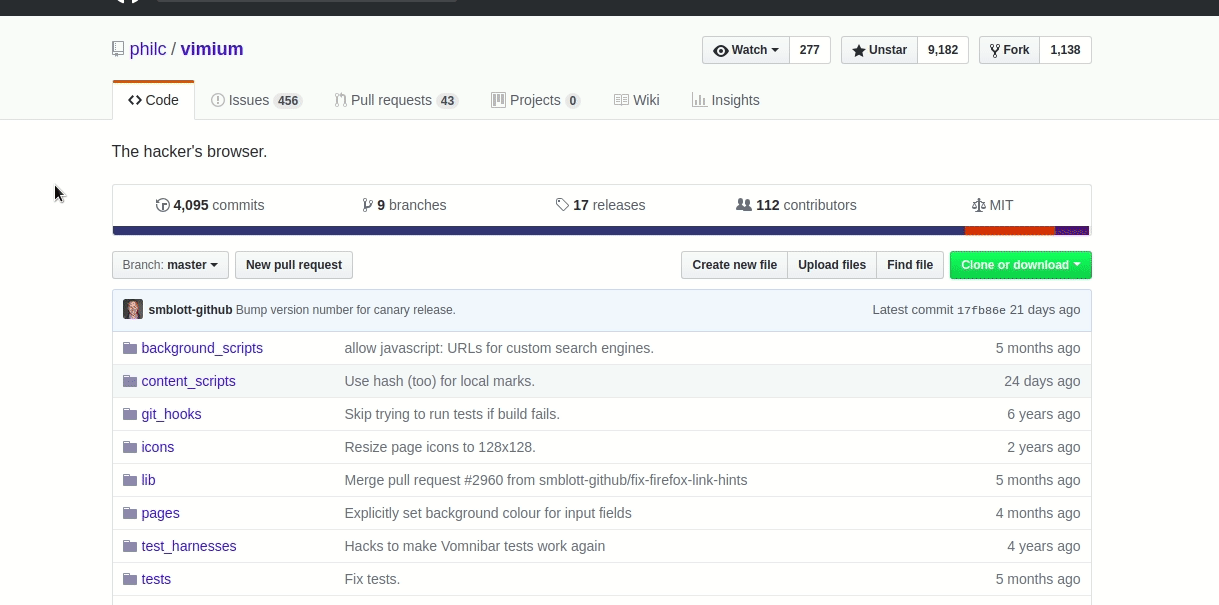 philc / vimium
Watch 277 Unstar 9,182 Fork 1,138
Code Issues 456 Pull requests 43 Projects 0 Wiki Insights
The hacker's browser.
4,095 commits 9 branches 17 releases 112 contributors MIT
Branch: master New pull request Create new file Upload files Find file Clone or download
smblott-github Bump version number for canary release. Latest commit 17fb86e 21 days ago
background_scripts allow javascript: URLs for custom search engines. 5 months ago
content_scripts Use hash (too) for local marks. 24 days ago
git_hooks Skip trying to run tests if build fails. 6 years ago
icons Resize page icons to 128x128. 2 years ago
lib Merge pull request #2960 from smblott-github/fix-firefox-link-hints 5 months ago
pages Explicitly set background colour for input fields 4 months ago
test_harnesses Hacks to make Vomnibar tests work again 4 years ago
tests Fix tests. 5 months ago